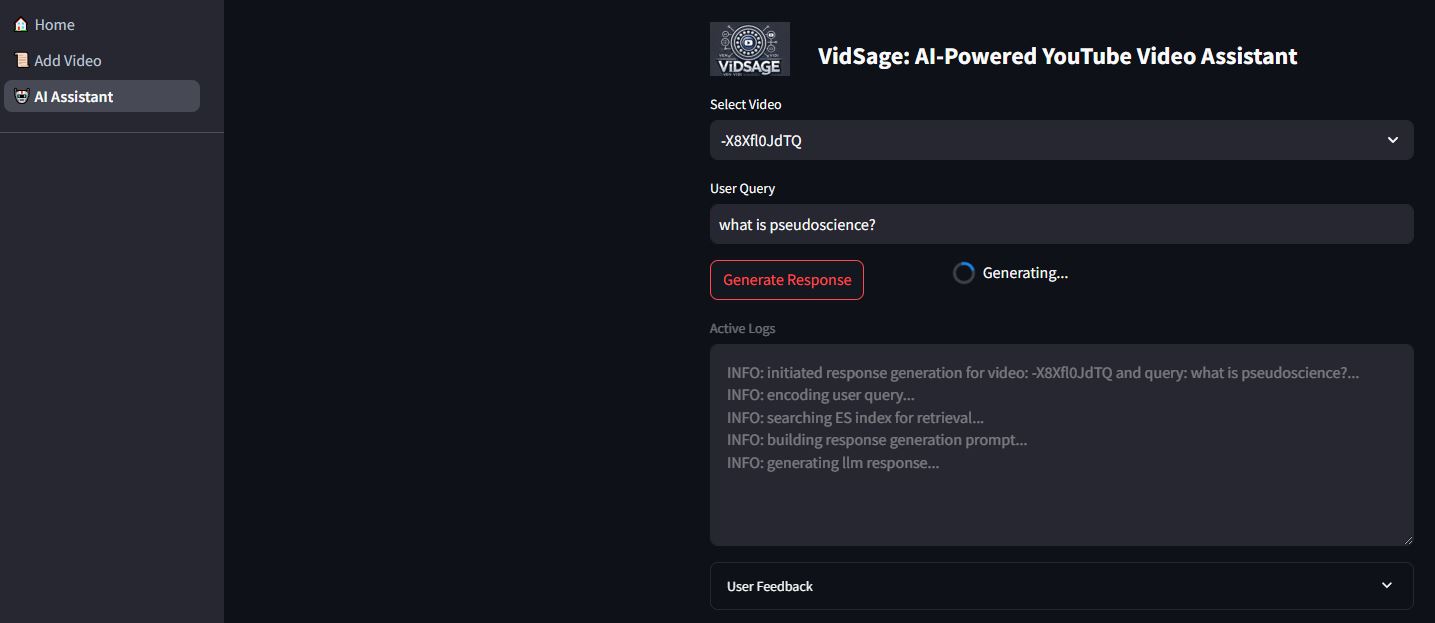 Home
Add Video
AI Assistant
VIDSAGE
VidSage: AI-Powered YouTube Video Assistant
Select Video
-X8Xfl0JdTQ
User Query
what is pseudoscience?
Generate Response
Generating...
Active Logs
INFO: initiated response generation for video: -X8Xfl0JdTQ and query: what is pseudoscience?...
INFO: encoding user query...
INFO: searching ES index for retrieval...
INFO: building response generation prompt...
INFO: generating llm response...
User Feedback